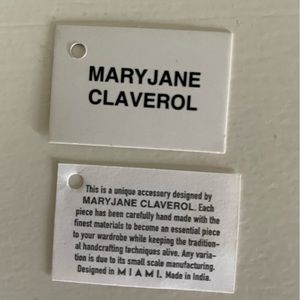 MARYJANE
CLAVEROL
This is a unique accessory designed by
MARYJANE CLAVEROL. Each
piece has been carefully hand made with the
finest materials to become an essential piece
to your wardrobe while keeping the tradition-
al handcrafting techniques alive. Any varia-
tion is due to its small scale manufacturing.
Designed in MIAMI. Made in India.